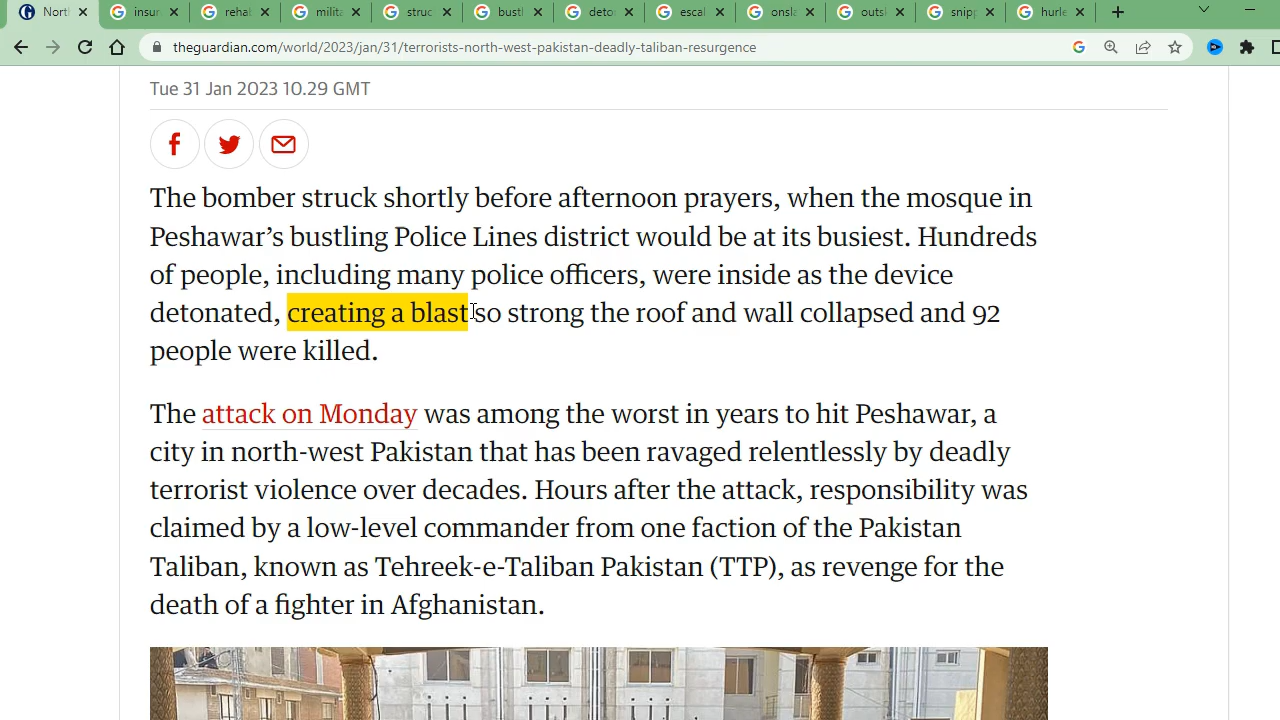 North
insur
rehab
milita
struc
bustl
deto
escal
onsla
outsk
snipp
hurle
theguardian.com/world/2023/jan/31/terrorists-north-west-pakistan-deadly-taliban-resurgence
Tue 31 Jan 2023 10.29 GMT
The bomber struck shortly before afternoon prayers, when the mosque in
Peshawar’s bustling Police Lines district would be at its busiest. Hundreds
of people, including many police officers, were inside as the device
detonated, creating a blast so strong the roof and wall collapsed and 92
people were killed.
The attack on Monday was among the worst in years to hit Peshawar, a
city in north-west Pakistan that has been ravaged relentlessly by deadly
terrorist violence over decades. Hours after the attack, responsibility was
claimed by a low-level commander from one faction of the Pakistan
Taliban, known as Tehreek-e-Taliban Pakistan (TTP), as revenge for the
death of a fighter in Afghanistan.